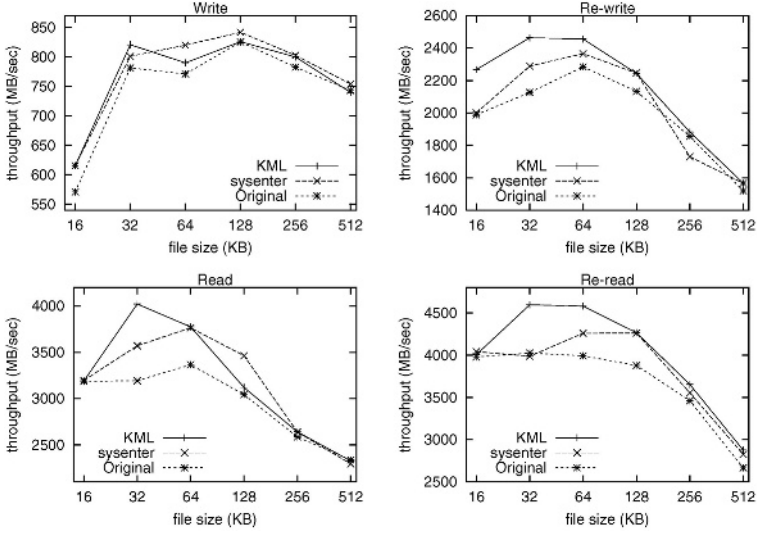 Write
throughput (MB/sec)
850
800
750
700
650
600
550
KML
sysenter
Original
16 32 64 128 256 512
file size (KB)
Re-write
throughput (MB/sec)
2600
2400
2200
2000
1800
1600
1400
KML
sysenter
Original
16 32 64 128 256 512
file size (KB)
Read
throughput (MB/sec)
4000
3500
3000
2500
KML
sysenter
Original
16 32 64 128 256 512
file size (KB)
Re-read
throughput (MB/sec)
4500
4000
3500
3000
2500
KML
sysenter
Original
16 32 64 128 256 512
file size (KB)